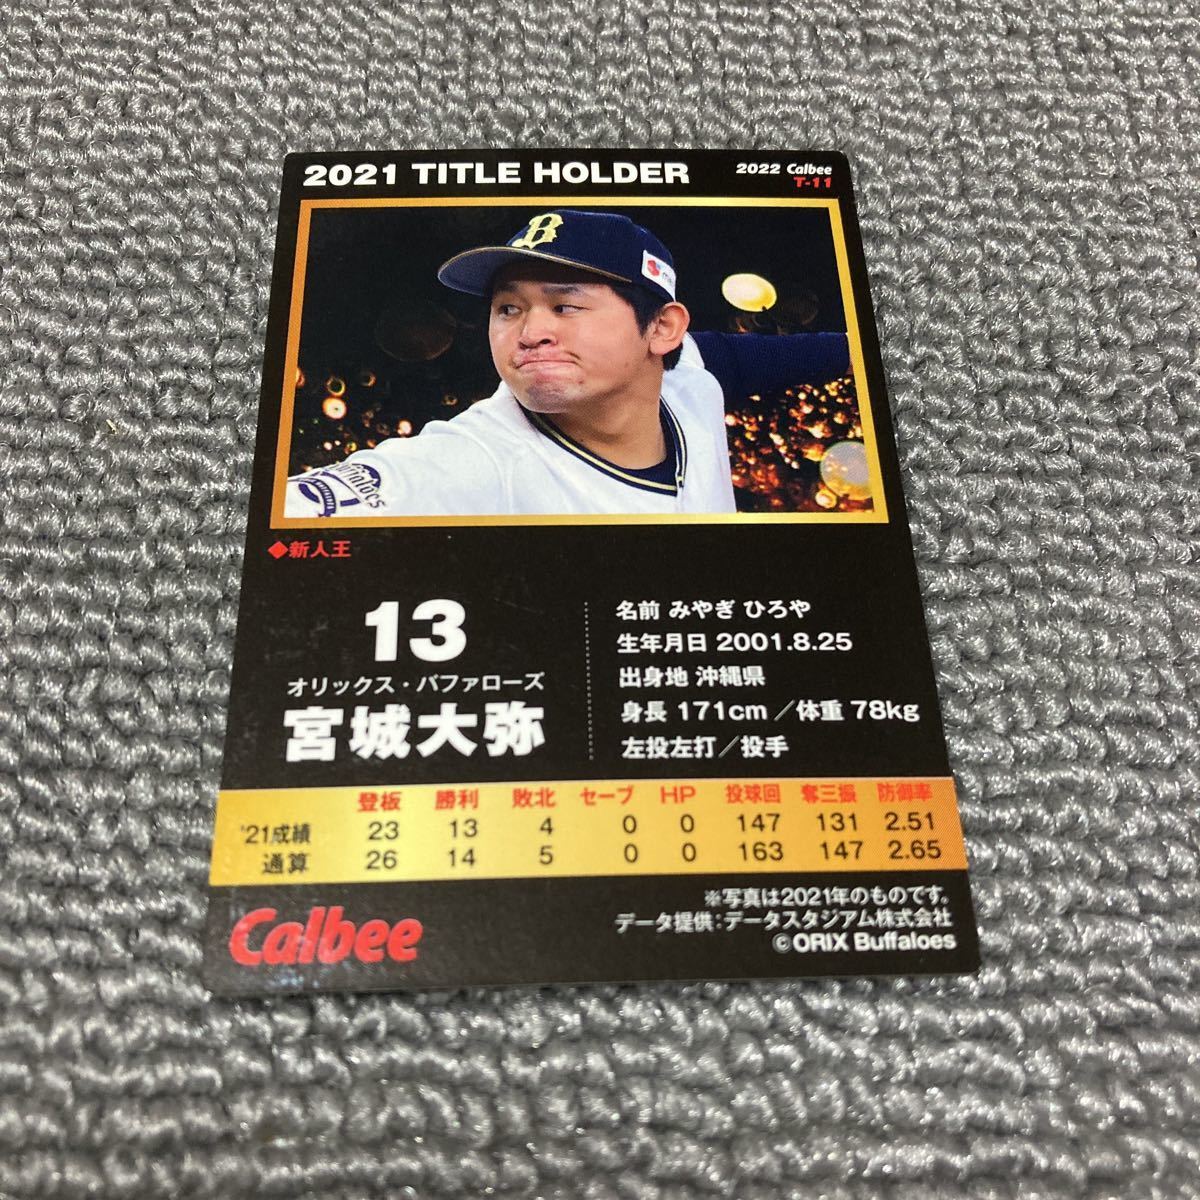 2021 TITLE HOLDER
2022 Calbee
T-11
B
◆新人王
13
オリックス・バファローズ
宮城大弥
名前 みやぎ ひろや
生年月日 2001.8.25
出身地 沖縄県
身長 171cm／体重 78kg
左投左打／投手
登板 勝利 敗北 セーブ HP 投球回 奪三振 防御率
'21成績 23 13 4 0 0 147 131 2.51
通算 26 14 5 0 0 163 147 2.65
Calbee
※写真は2021年のものです。
データ提供：データスタジアム株式会社
©ORIX Buffaloes